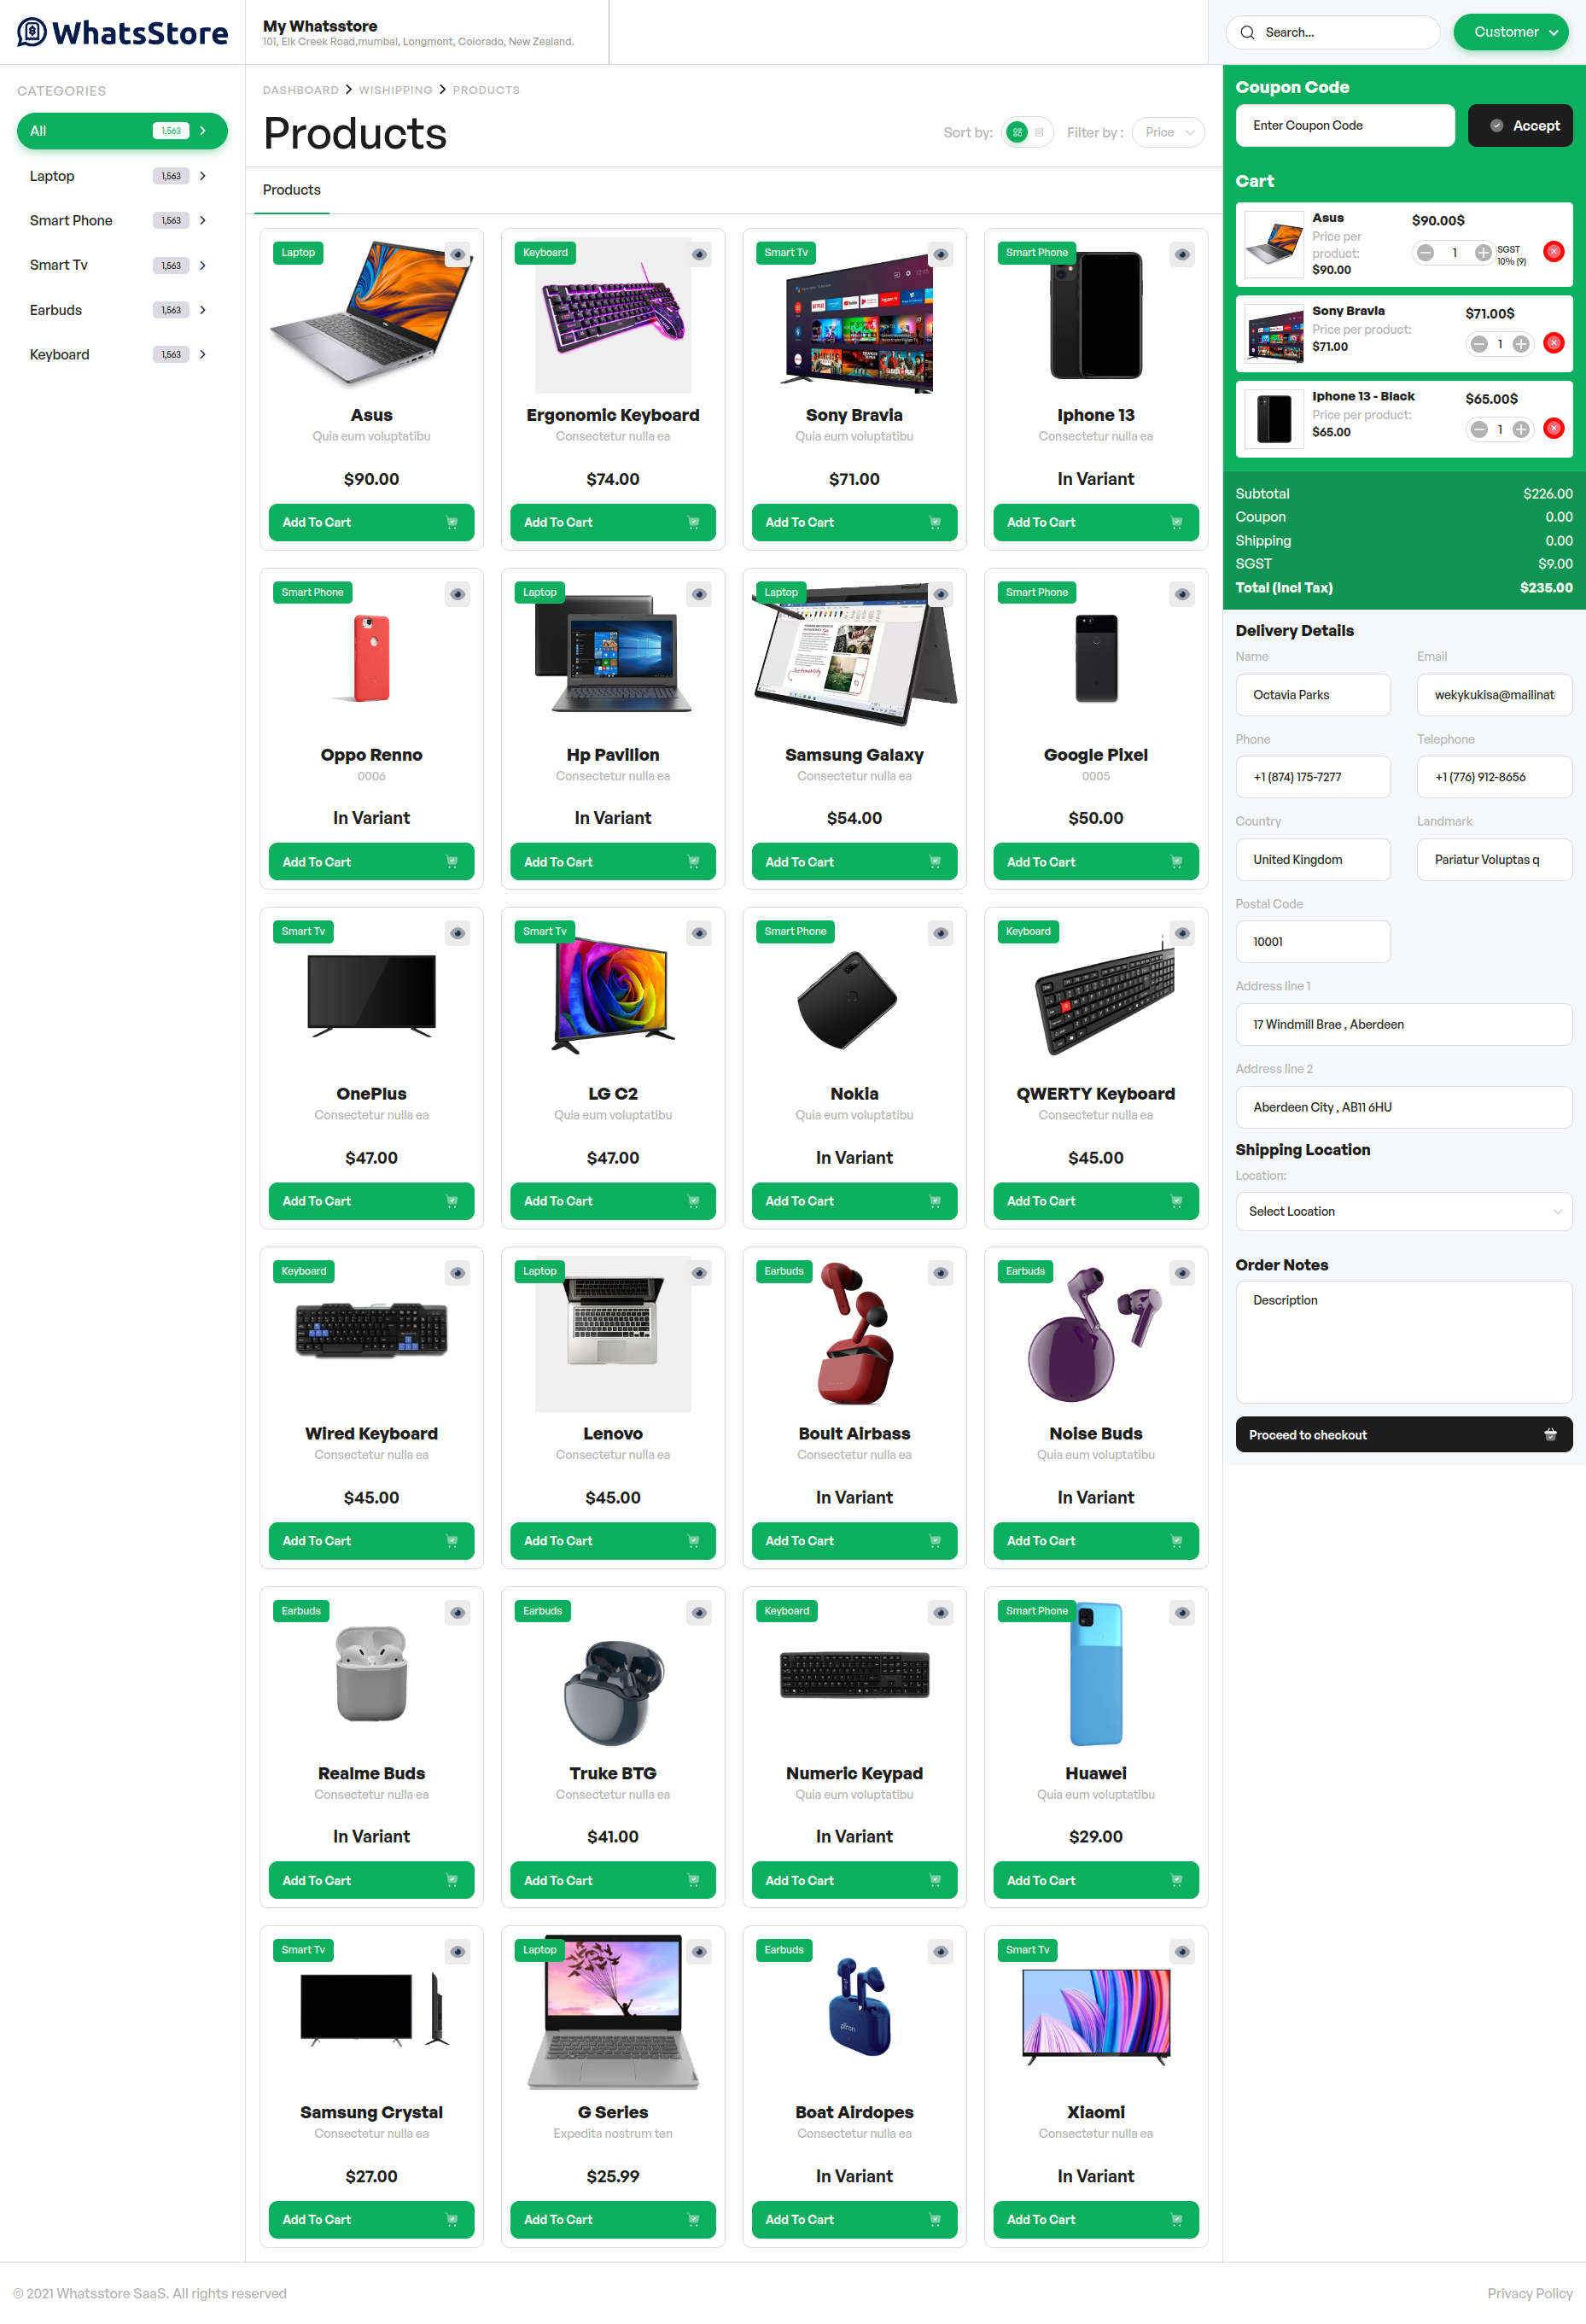 WhatsStore
My Whatsstore
101, Elk Creek Road,mumbai, Longmont, Colorado, New Zealand.
Search...
Customer
CATEGORIES
All 1,563
Laptop 1,563
Smart Phone 1,563
Smart Tv 1,563
Earbuds 1,563
Keyboard 1,563
DASHBOARD WISHIPPING PRODUCTS
Products
Sort by: Filter by : Price
Products
Laptop
Asus
Quia eum voluptatibu
$90.00
Add To Cart
Keyboard
Ergonomic Keyboard
Consectetur nulla ea
$74.00
Add To Cart
Smart Tv
Sony Bravia
Quia eum voluptatibu
$71.00
Add To Cart
Smart Phone
Iphone 13
Consectetur nulla ea
In Variant
Add To Cart
Smart Phone
Oppo Renno
0006
In Variant
Add To Cart
Laptop
Hp Pavilion
Consectetur nulla ea
In Variant
Add To Cart
Laptop
Samsung Galaxy
Consectetur nulla ea
$54.00
Add To Cart
Smart Phone
Google Pixel
0005
$50.00
Add To Cart
Smart Tv
OnePlus
Consectetur nulla ea
$47.00
Add To Cart
Smart Tv
LG C2
Quia eum voluptatibu
$47.00
Add To Cart
Smart Phone
Nokia
Quia eum voluptatibu
In Variant
Add To Cart
Keyboard
QWERTY Keyboard
Consectetur nulla ea
$45.00
Add To Cart
Keyboard
Wired Keyboard
Consectetur nulla ea
$45.00
Add To Cart
Laptop
Lenovo
Consectetur nulla ea
$45.00
Add To Cart
Earbuds
Boult Airbass
Consectetur nulla ea
In Variant
Add To Cart
Earbuds
Noise Buds
Quia eum voluptatibu
In Variant
Add To Cart
Earbuds
Realme Buds
Consectetur nulla ea
In Variant
Add To Cart
Earbuds
Truke BTG
Consectetur nulla ea
$41.00
Add To Cart
Keyboard
Numeric Keypad
Quia eum voluptatibu
In Variant
Add To Cart
Smart Phone
Huawei
Quia eum voluptatibu
$29.00
Add To Cart
Smart Tv
Samsung Crystal
Consectetur nulla ea
$27.00
Add To Cart
Laptop
G Series
Expedita nostrum ten
$25.99
Add To Cart
Earbuds
pTron
Boat Airdopes
Consectetur nulla ea
In Variant
Add To Cart
Smart Tv
Xiaomi
Consectetur nulla ea
In Variant
Add To Cart
Coupon Code
Enter Coupon Code
Accept
Cart
Asus
Price per
product:
$90.00
$90.00$
1
SGST
10% (9)
Sony Bravia
Price per product:
$71.00
$71.00$
1
Iphone 13 - Black
Price per product:
$65.00
$65.00$
1
Subtotal $226.00
Coupon 0.00
Shipping 0.00
SGST $9.00
Total (Incl Tax) $235.00
Delivery Details
Name Email
Octavia Parks wekykukisa@mailinat
Phone Telephone
+1 (874) 175-7277 +1 (776) 912-8656
Country Landmark
United Kingdom Pariatur Voluptas q
Postal Code
10001
Address line 1
17 Windmill Brae , Aberdeen
Address line 2
Aberdeen City , AB11 6HU
Shipping Location
Location:
Select Location
Order Notes
Description
Proceed to checkout
© 2021 Whatsstore SaaS. All rights reserved
Privacy Policy